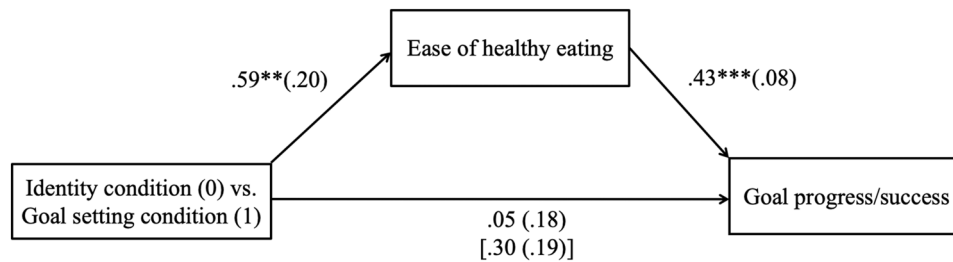 Ease of healthy eating
.59**(.20)
.43***(.08)
Identity condition (0) vs.
Goal setting condition (1)
Goal progress/success
.05 (.18)
[.30 (.19)]